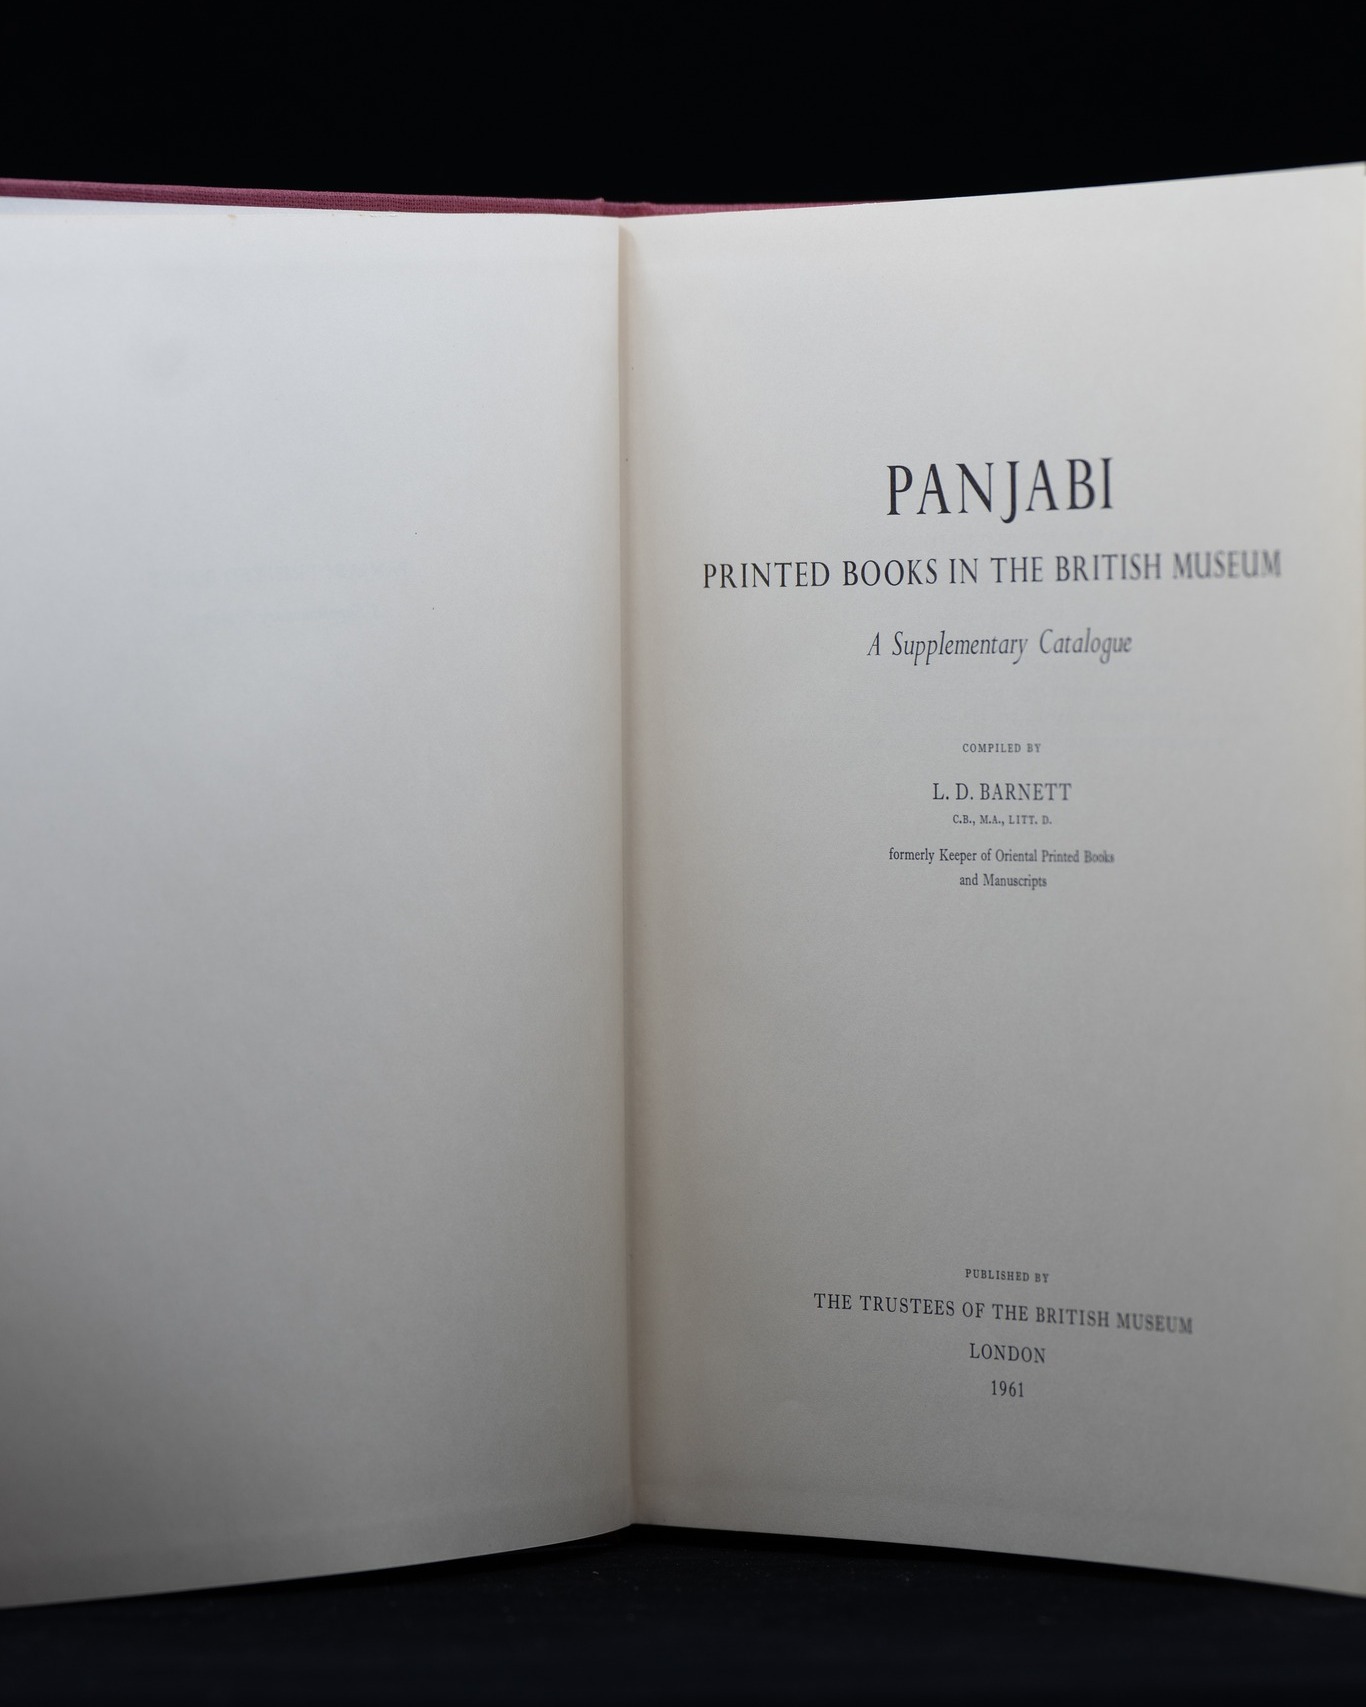 PANJABI
PRINTED BOOKS IN THE BRITISH MUSEUM
A Supplementary Catalogue
COMPILED BY
L. D. BARNETT
C.B., M.A., LITT. D.
formerly Keeper of Oriental Printed Books
and Manuscripts
PUBLISHED BY
THE TRUSTEES OF THE BRITISH MUSEUM
LONDON
1961